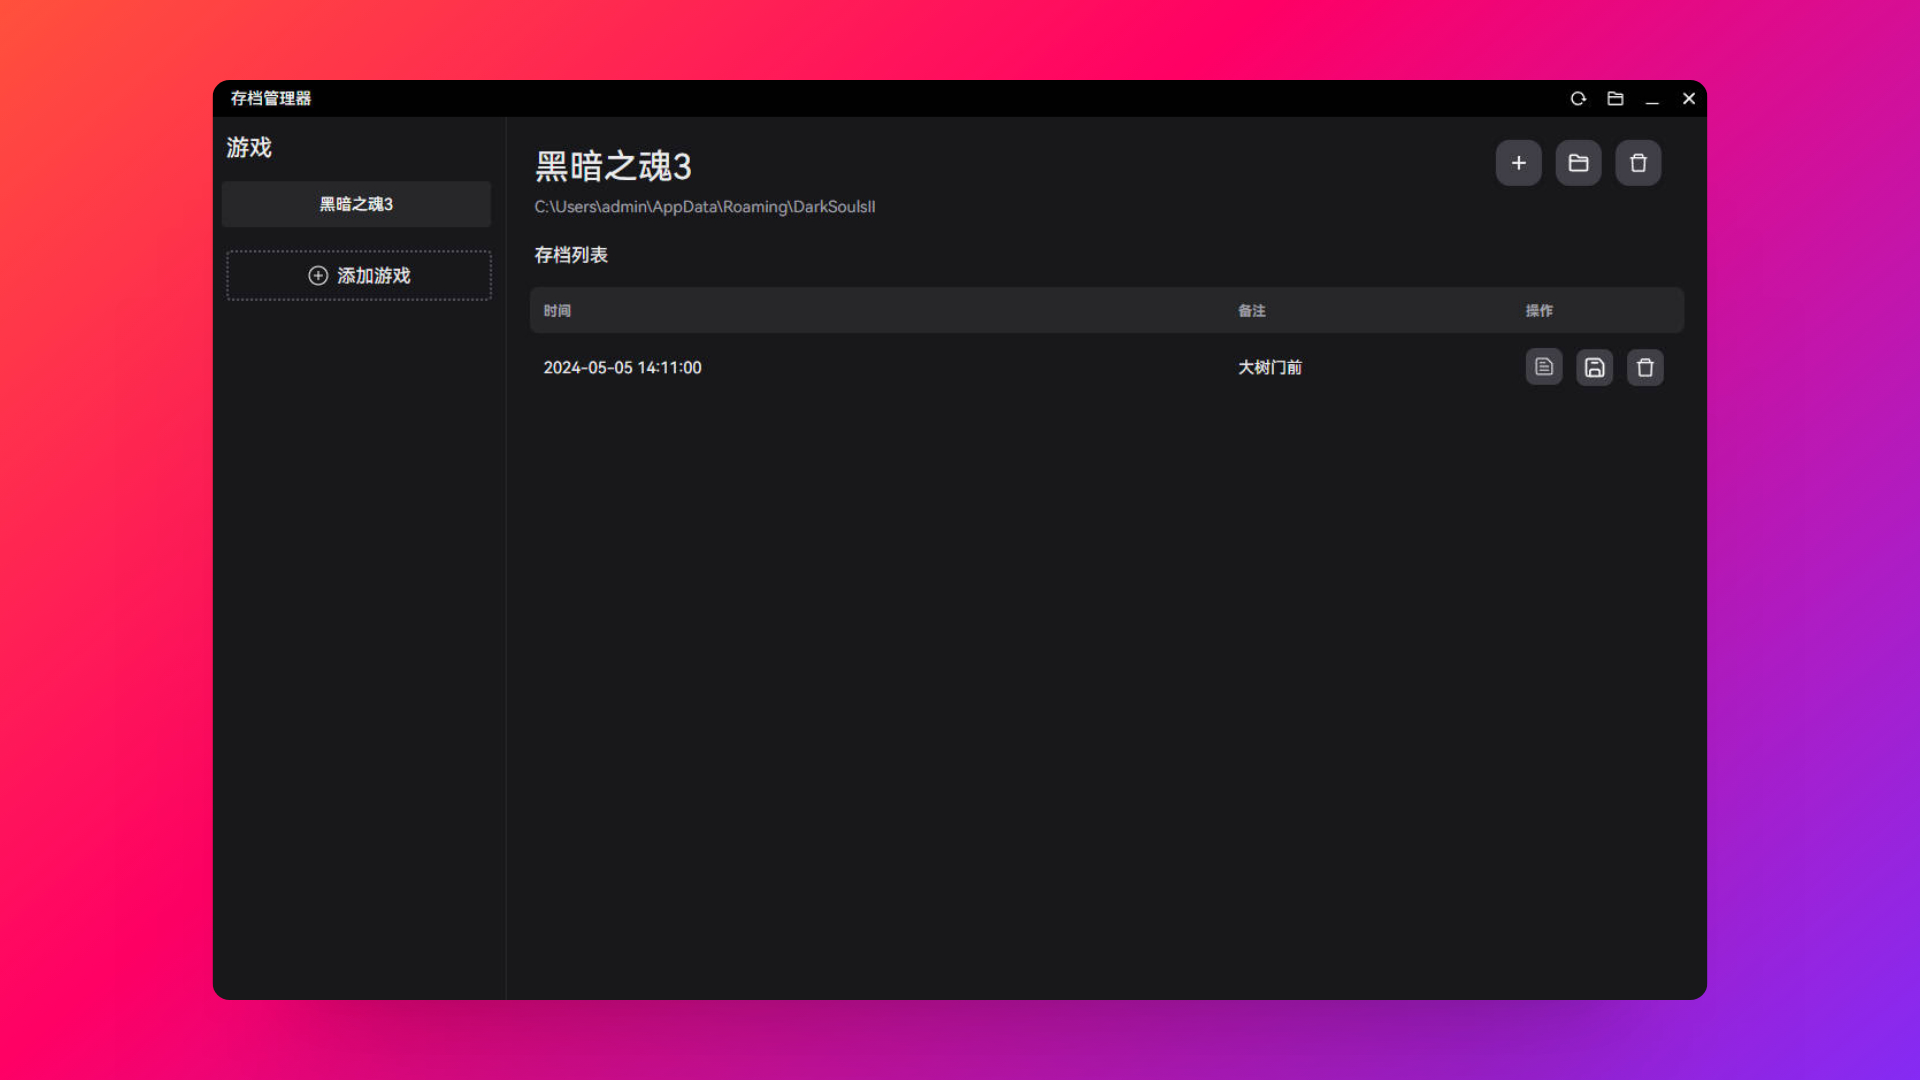 存档管理器
游戏
黑暗之魂3
添加游戏
黑暗之魂3
C:\Users\admin\AppData\Roaming\DarkSoulsII
存档列表
时间 备注 操作
2024-05-05 14:11:00 大树门前